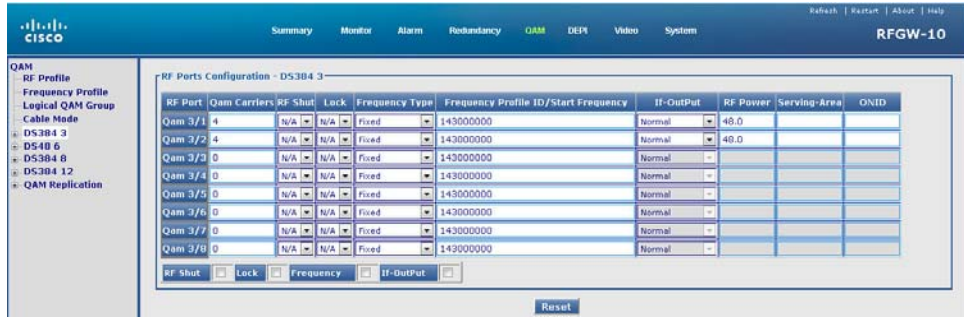 Refresh | Restart | About | Help
CISCO
Summary Monitor Alarm Redundancy QAM DEPI Video System
RFGW-10
QAM
RF Profile
Frequency Profile
Logical QAM Group
Cable Mode
DS384 3
DS48 6
DS384 8
DS384 12
QAM Replication
RF Ports Configuration - DS384 3
RF Port Qam Carriers RF Shut Lock Frequency Type Frequency Profile ID/Start Frequency If-OutPut RF Power Serving-Area ONID
Qam 3/1 4 N/A N/A Fixed 143000000 Normal 48.0
Qam 3/2 4 N/A N/A Fixed 143000000 Normal 48.0
Qam 3/3 0 N/A N/A Fixed 143000000 Normal
Qam 3/4 0 N/A N/A Fixed 143000000 Normal
Qam 3/5 0 N/A N/A Fixed 143000000 Normal
Qam 3/6 0 N/A N/A Fixed 143000000 Normal
Qam 3/7 0 N/A N/A Fixed 143000000 Normal
Qam 3/8 0 N/A N/A Fixed 143000000 Normal
RF Shut Lock Frequency If-OutPut
Reset